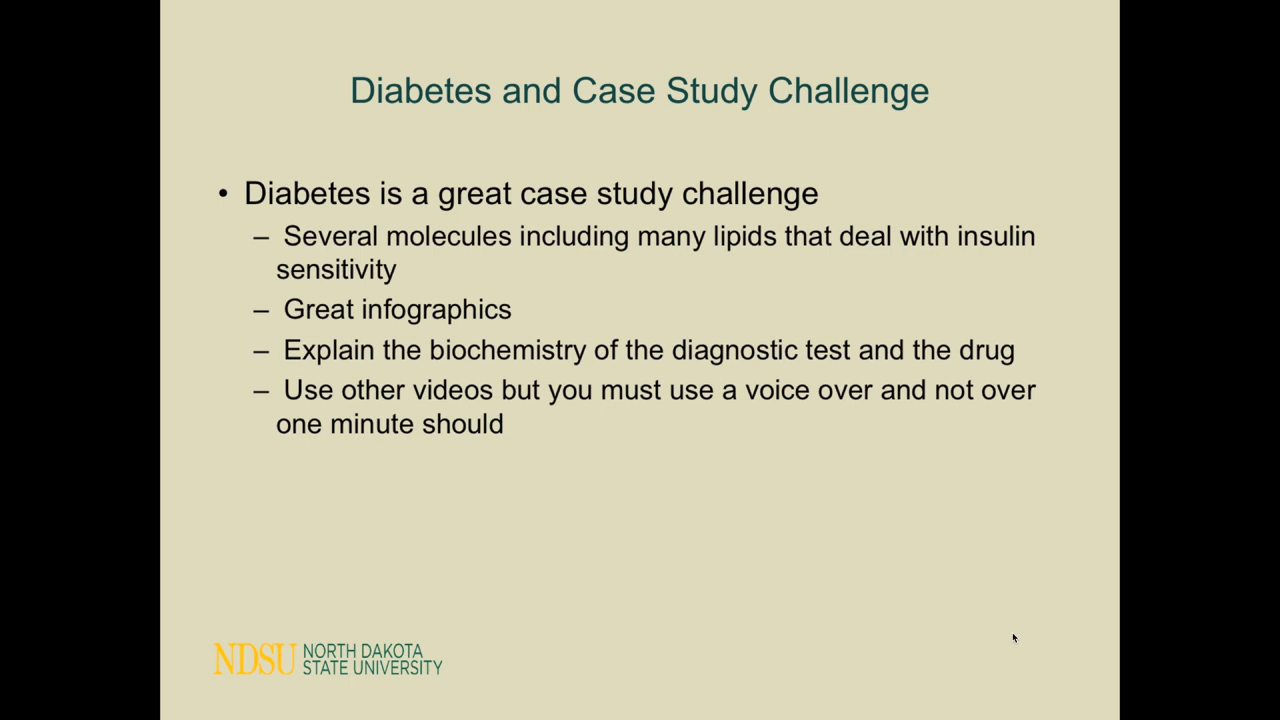 Diabetes and Case Study Challenge
• Diabetes is a great case study challenge
– Several molecules including many lipids that deal with insulin
sensitivity
– Great infographics
– Explain the biochemistry of the diagnostic test and the drug
– Use other videos but you must use a voice over and not over
one minute should
NDSU NORTH DAKOTA
STATE UNIVERSITY